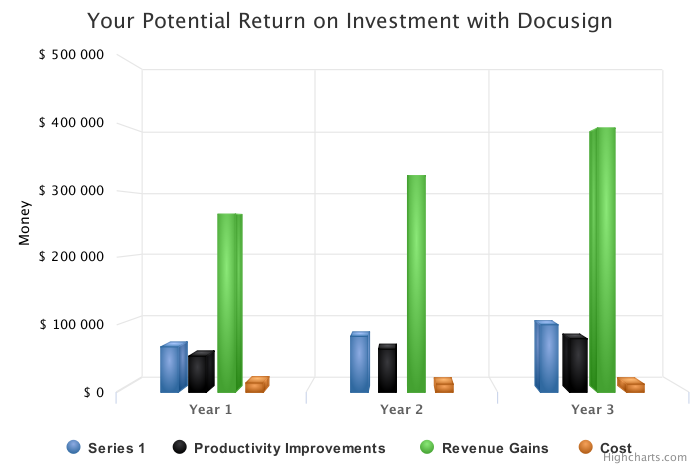 Your Potential Return on Investment with Docusign
$ 500 000
$ 400 000
$ 300 000
$ 200 000
$ 100 000
$ 0
Money
Year 1
Year 2
Year 3
Series 1
Productivity Improvements
Revenue Gains
Cost
Highcharts.com